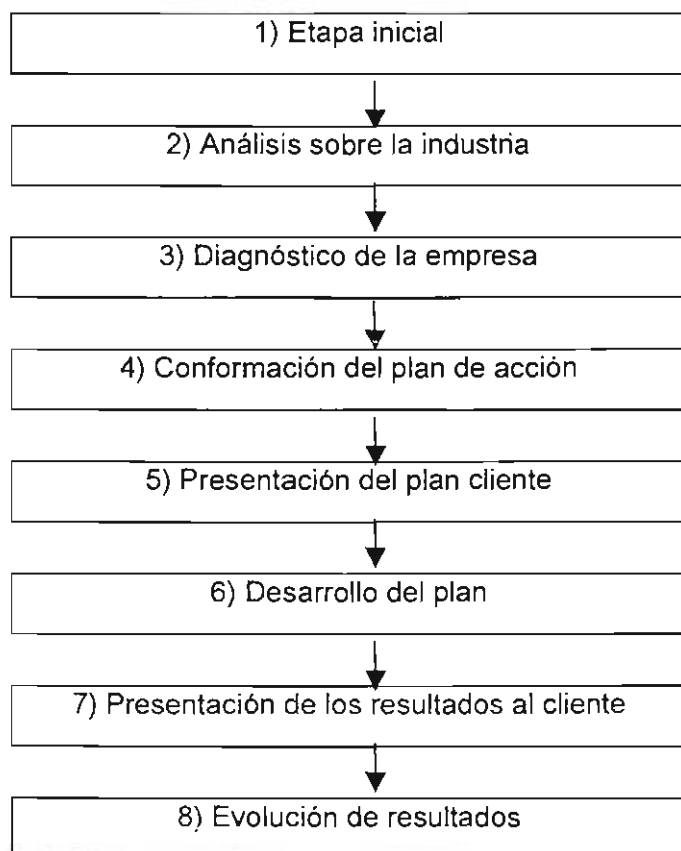 1) Etapa inicial
2) Análisis sobre la industria
3) Diagnóstico de la empresa
4) Conformación del plan de acción
5) Presentación del plan cliente
6) Desarrollo del plan
7) Presentación de los resultados al cliente
8) Evolución de resultados